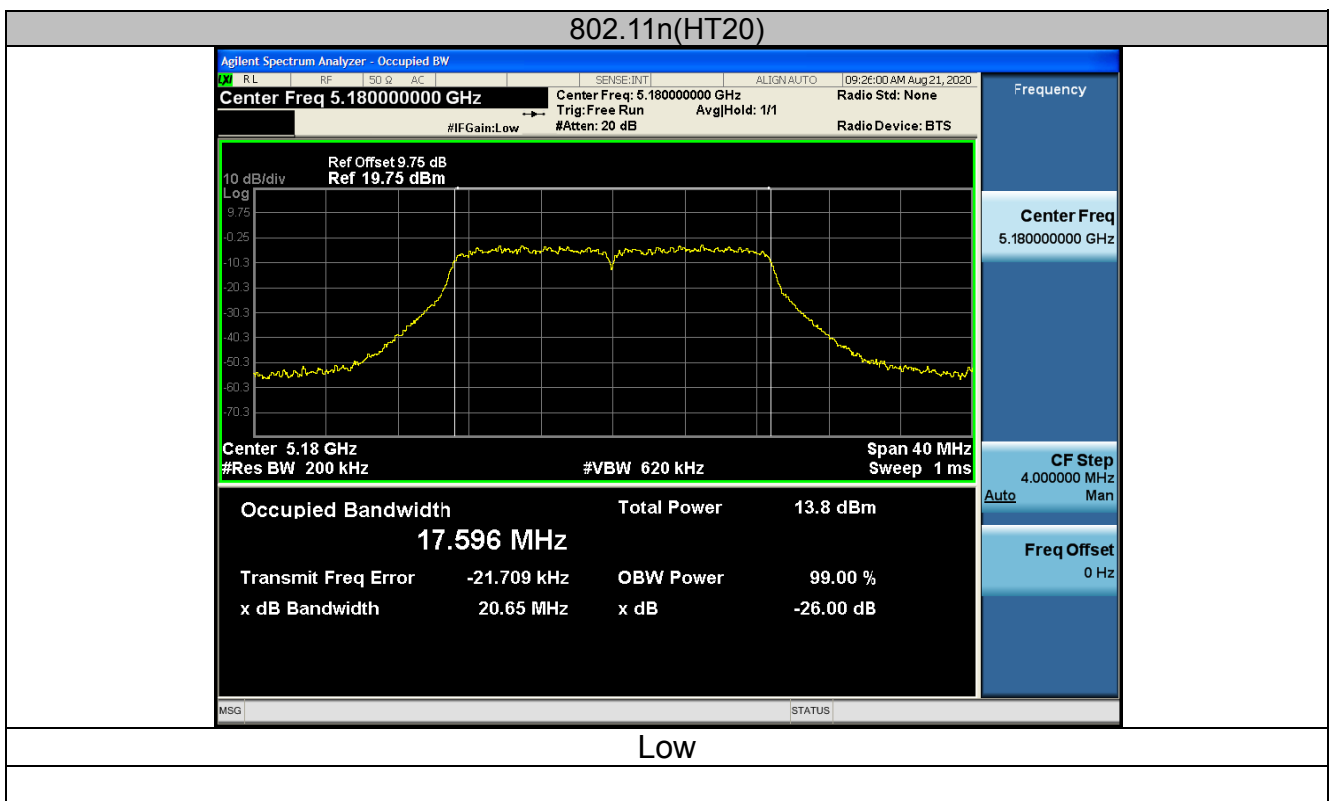 802.11n(HT20)
Agilent Spectrum Analyzer - Occupied BW
LXI RL RF 50 Ω AC SENSE:INT ALIGN AUTO 09:26:00 AM Aug 21, 2020
Center Freq 5.180000000 GHz
Center Freq: 5.180000000 GHz
Radio Std: None
Trig: Free Run Avg|Hold: 1/1
#IFGain:Low #Atten: 20 dB Radio Device: BTS
Ref Offset 9.75 dB
10 dB/div Ref 19.75 dBm
Log
9.75
-0.25
-10.3
-20.3
-30.3
-40.3
-50.3
-60.3
-70.3
Center 5.18 GHz Span 40 MHz
#Res BW 200 kHz #VBW 620 kHz Sweep 1 ms
Occupied Bandwidth Total Power 13.8 dBm
17.596 MHz
Transmit Freq Error -21.709 kHz OBW Power 99.00 %
x dB Bandwidth 20.65 MHz x dB -26.00 dB
MSG STATUS
Frequency
Center Freq
5.180000000 GHz
CF Step
4.000000 MHz
Auto Man
Freq Offset
0 Hz
Low